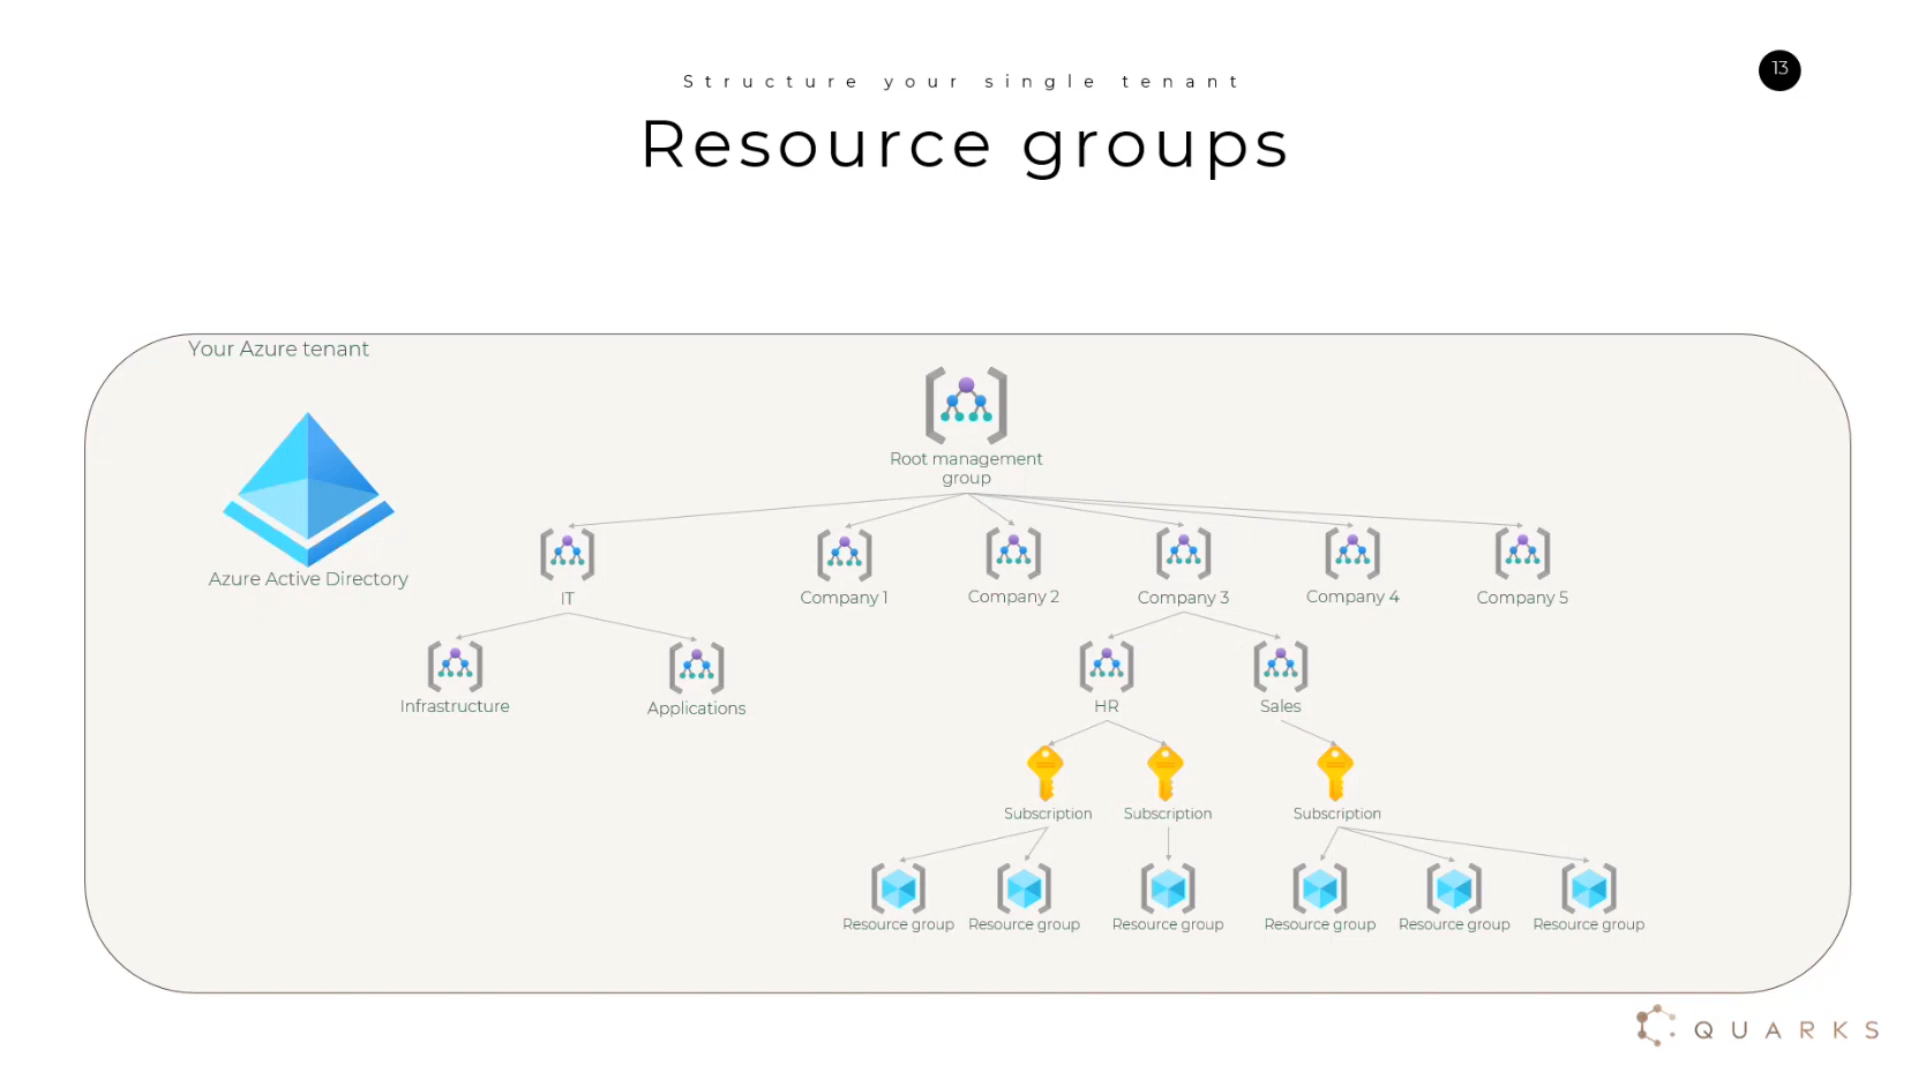 Structure your single tenant
13
Resource groups
Your Azure tenant
Root management
group
Azure Active Directory
IT
Company 1
Company 2
Company 3
Company 4
Company 5
Infrastructure
Applications
HR
Sales
Subscription
Subscription
Subscription
Resource group
Resource group
Resource group
Resource group
Resource group
Resource group
QUARKS